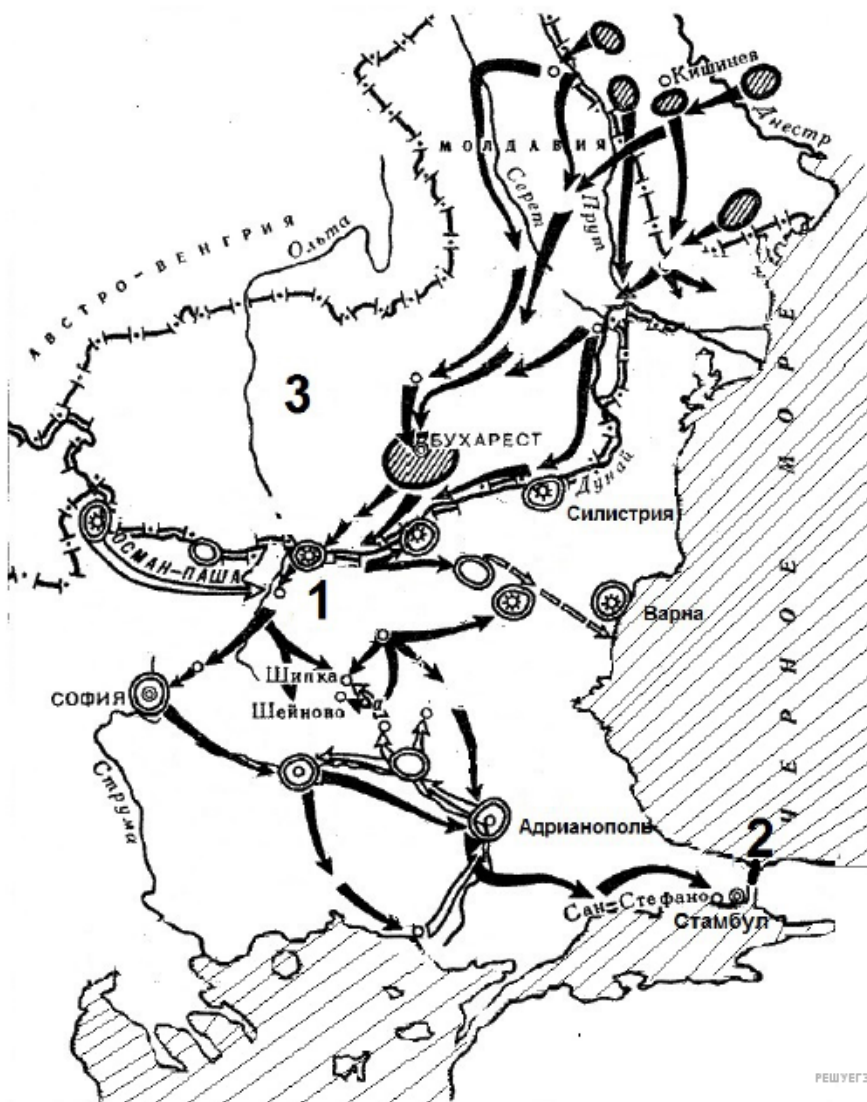 Кишинев
Днестр
МОЛДАВИЯ
Серет
Прут
АВСТРО-ВЕНГРИЯ
Ольта
3
БУХАРЕСТ
Дунай
Силистрия
ОСМАН-ПАША
1
Варна
ЧЕРНОЕ МОРЕ
Шипка
СОФИЯ
Шейново
Струма
Адрианополь
2
Сан-Стефано
Стамбул
РЕШУЕГЭ